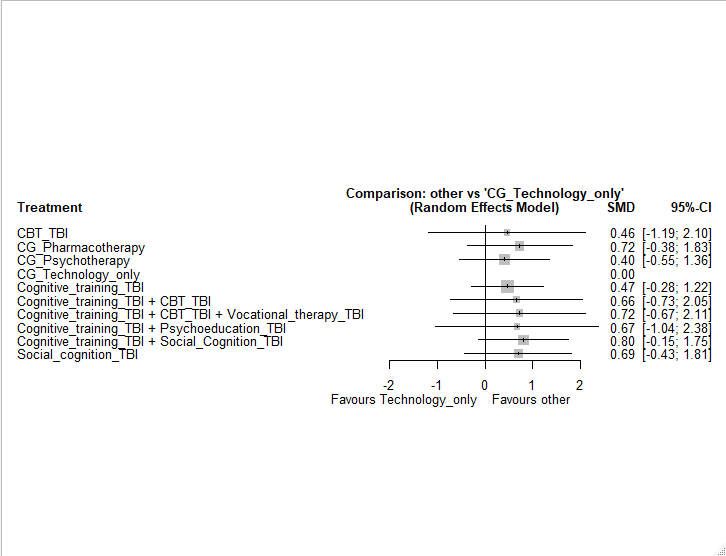 Comparison: other vs 'CG_Technology_only'
Treatment (Random Effects Model) SMD 95%-CI
CBT_TBI 0.46 [-1.19; 2.10]
CG_Pharmacotherapy 0.72 [-0.38; 1.83]
CG_Psychotherapy 0.40 [-0.55; 1.36]
CG_Technology_only 0.00
Cognitive_training_TBI 0.47 [-0.28; 1.22]
Cognitive_training_TBI + CBT_TBI 0.66 [-0.73; 2.05]
Cognitive_training_TBI + CBT_TBI + Vocational_therapy_TBI 0.72 [-0.67; 2.11]
Cognitive_training_TBI + Psychoeducation_TBI 0.67 [-1.04; 2.38]
Cognitive_training_TBI + Social_Cognition_TBI 0.80 [-0.15; 1.75]
Social_cognition_TBI 0.69 [-0.43; 1.81]
-2 -1 0 1 2
Favours Technology_only Favours other